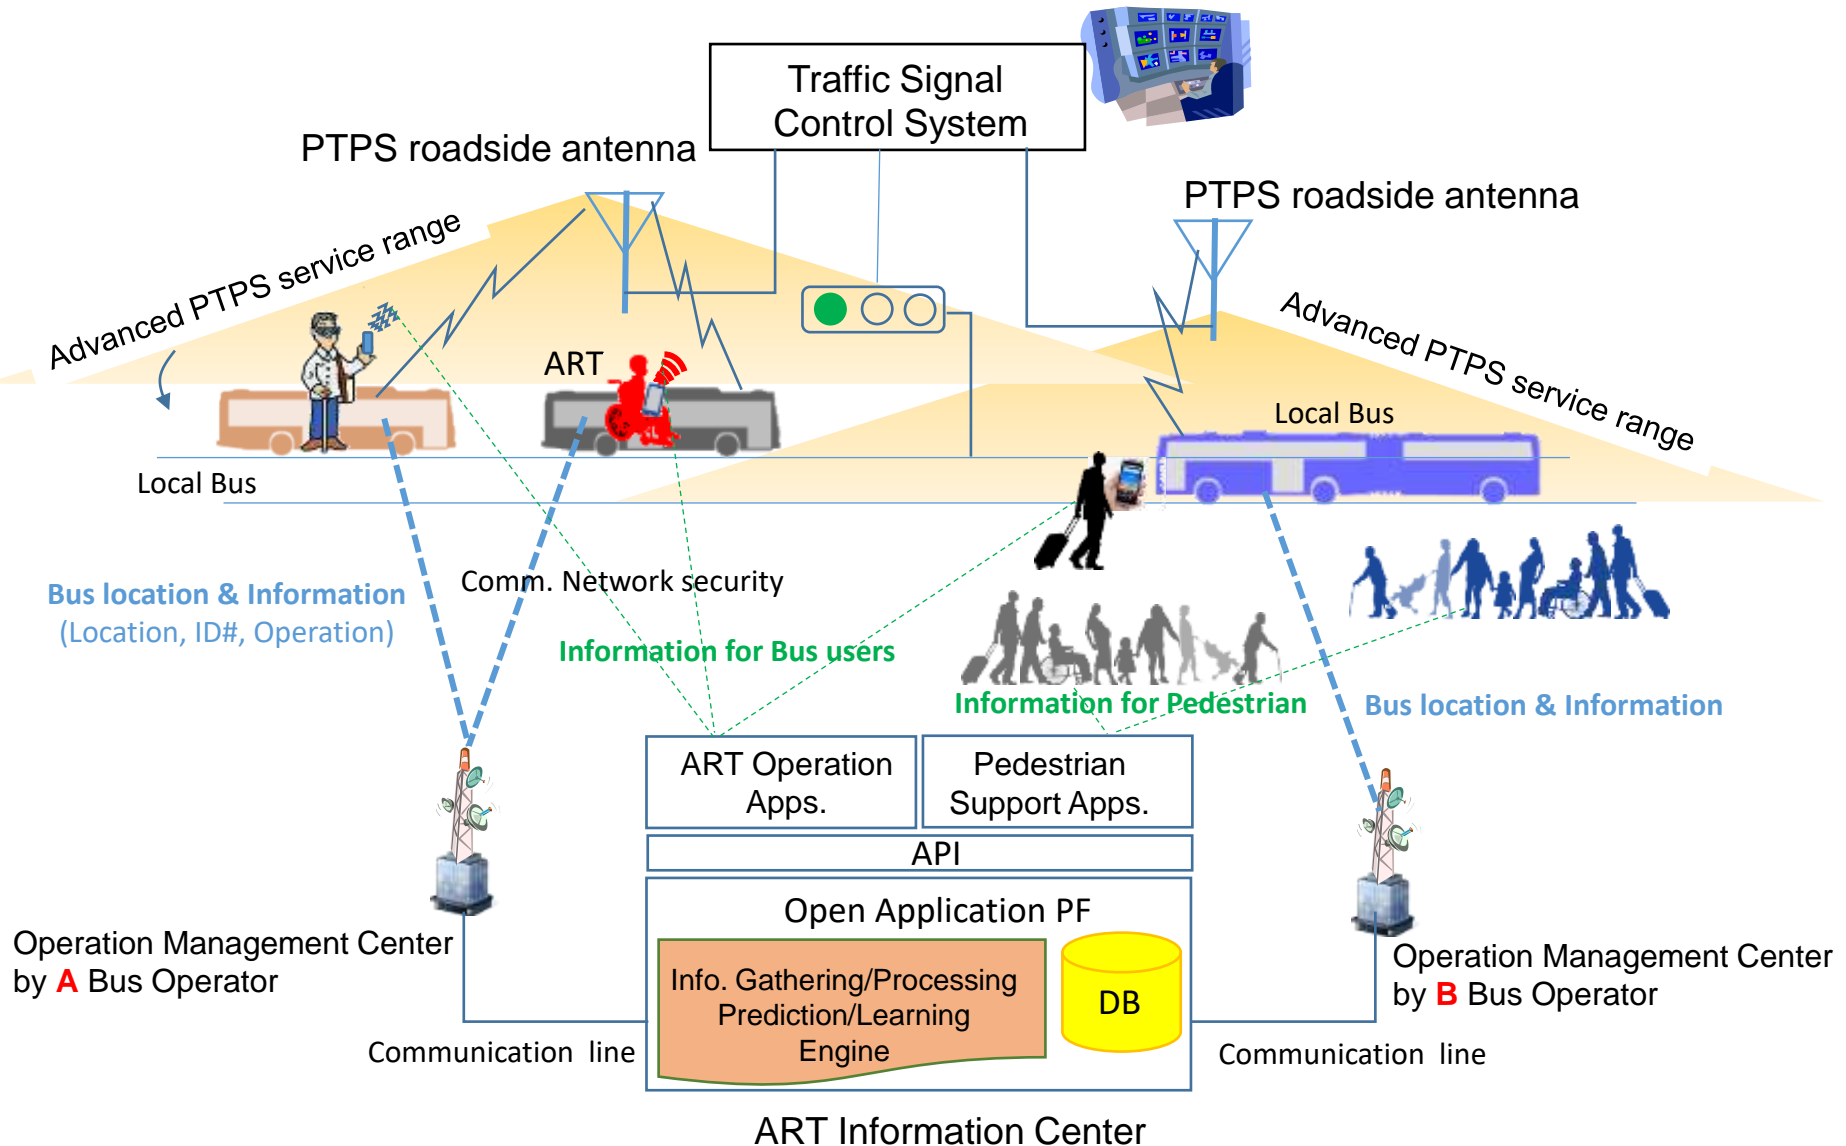 Traffic Signal
Control System
PTPS roadside antenna
PTPS roadside antenna
Advanced PTPS service range
Advanced PTPS service range
ART
Local Bus
Local Bus
Bus location & Information
(Location, ID#, Operation)
Comm. Network security
Information for Bus users
Information for Pedestrian
Bus location & Information
ART Operation
Apps.
Pedestrian
Support Apps.
API
Open Application PF
Info. Gathering/Processing
Prediction/Learning
Engine
DB
Operation Management Center
by A Bus Operator
Operation Management Center
by B Bus Operator
Communication line
Communication line
ART Information Center